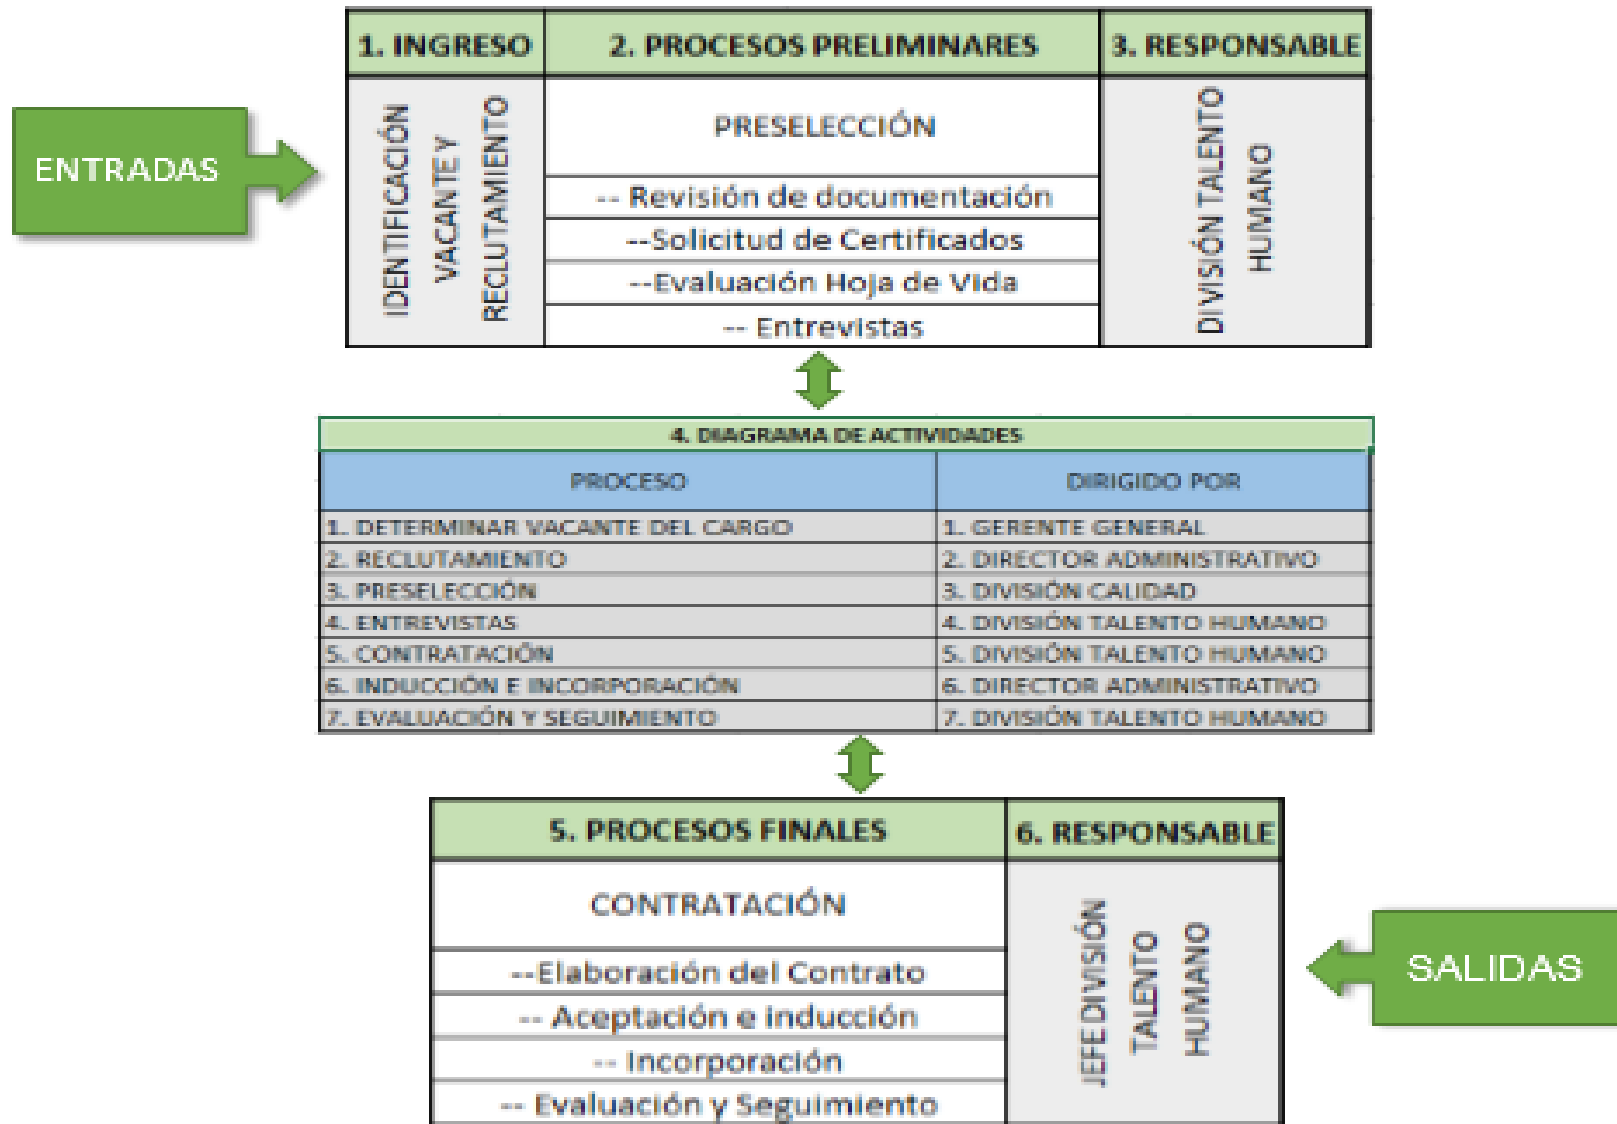 1. INGRESO
2. PROCESOS PRELIMINARES
3. RESPONSABLE
ENTRADAS
IDENTIFICACIÓN
VACANTE Y
RECLUTAMIENTO
PRESELECCIÓN
-- Revisión de documentación
--Solicitud de Certificados
--Evaluación Hoja de Vida
-- Entrevistas
DIVISIÓN TALENTO
HUMANO
4. DIAGRAMA DE ACTIVIDADES
PROCESO
DIRIGIDO POR
1. DETERMINAR VACANTE DEL CARGO
1. GERENTE GENERAL
2. RECLUTAMIENTO
2. DIRECTOR ADMINISTRATIVO
3. PRESELECCIÓN
3. DIVISIÓN CALIDAD
4. ENTREVISTAS
4. DIVISIÓN TALENTO HUMANO
5. CONTRATACIÓN
5. DIVISIÓN TALENTO HUMANO
6. INDUCCIÓN E INCORPORACIÓN
6. DIRECTOR ADMINISTRATIVO
7. EVALUACIÓN Y SEGUIMIENTO
7. DIVISIÓN TALENTO HUMANO
5. PROCESOS FINALES
6. RESPONSABLE
CONTRATACIÓN
--Elaboración del Contrato
-- Aceptación e inducción
-- Incorporación
-- Evaluación y Seguimiento
JEFE DIVISIÓN
TALENTO
HUMANO
SALIDAS